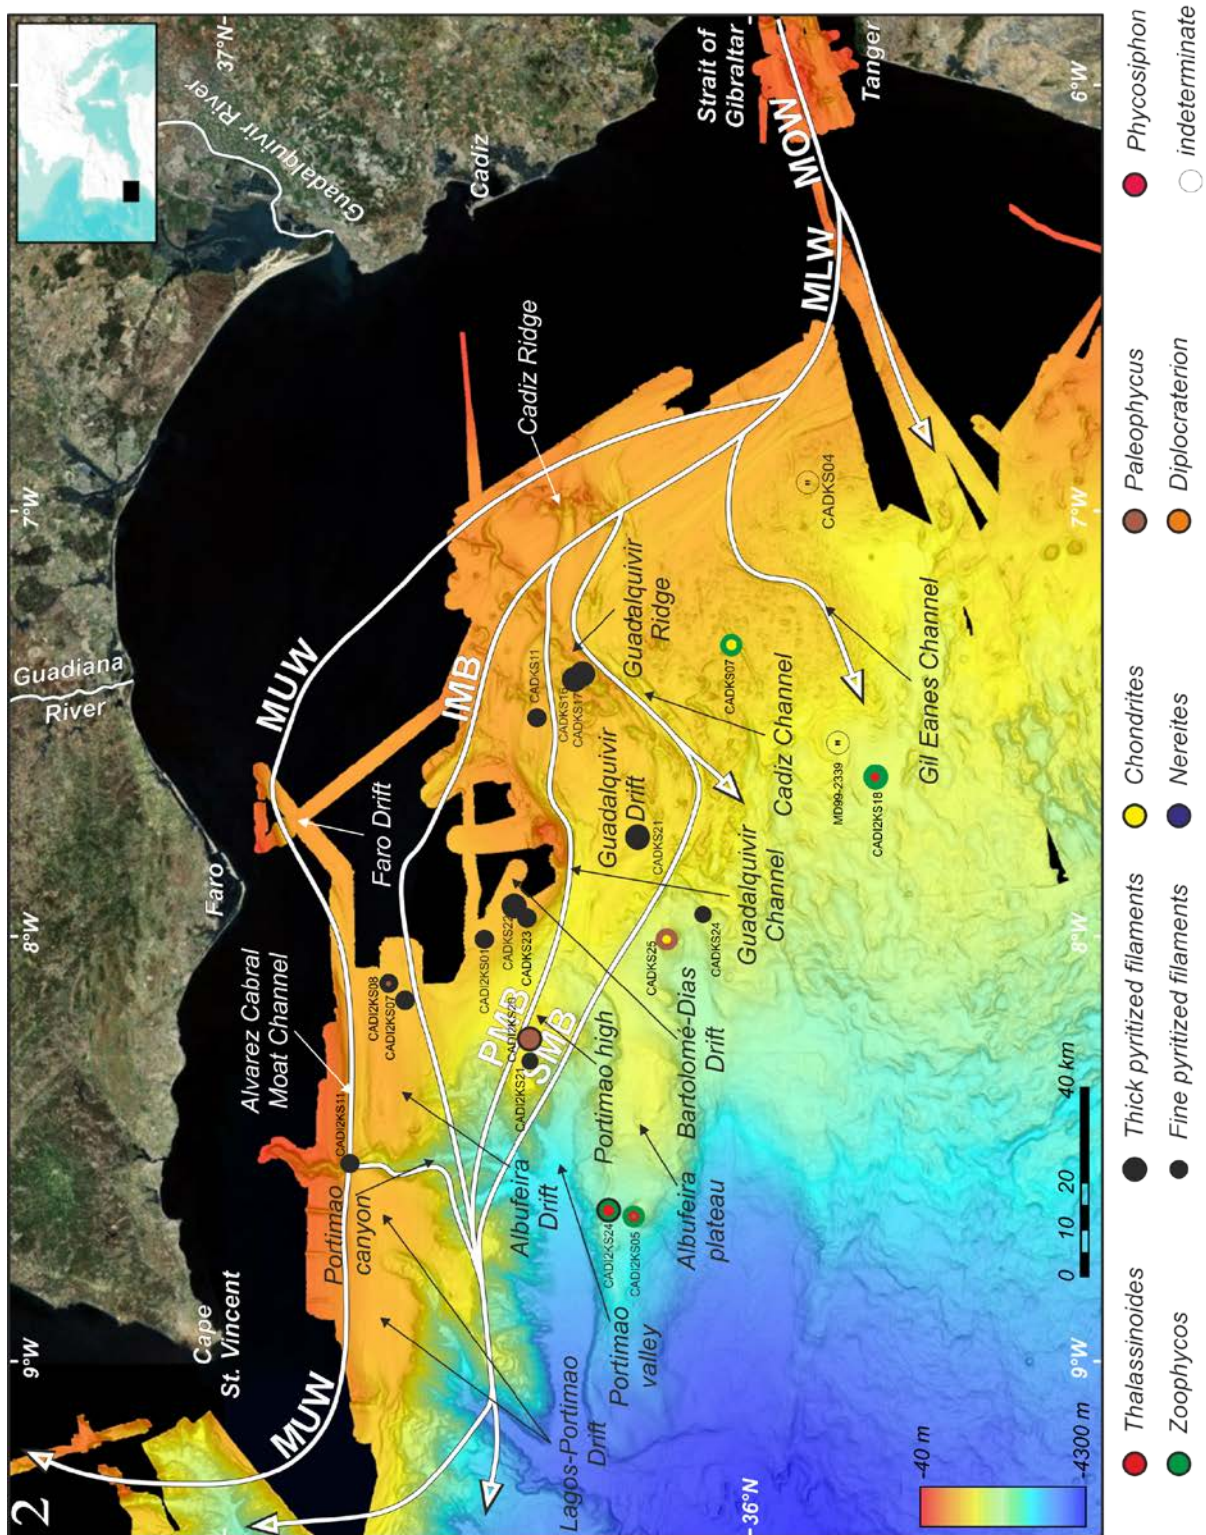 2
9°W
8°W
7°W
6°W
37°N
36°N
Guadiana
River
Guadalquivir River
Faro
Cadiz
Cape
St. Vincent
Strait of
Gibraltar
Tanger
MUW
MUW
IMB
PMB
SMB
MLW
MOW
Alvarez Cabral
Moat Channel
Faro Drift
Cadiz Ridge
Portimao
canyon
Albufeira
Drift
Lagos-Portimao
Drift
Portimao
valley
Portimao high
Albufeira
plateau
Bartolomé-Dias
Drift
Guadalquivir
Channel
Guadalquivir
Drift
Guadalquivir
Ridge
Cadiz Channel
Gil Eanes Channel
CADI2KS11
CADI2KS08
CADI2KS07
CADI2KS01
CADKS22
CADKS23
CADI2KS21
CADKS11
CADKS16
CADKS17
CADKS21
CADKS24
CADKS25
CADKS07
CADKS04
MD99-2339
CADI2KS18
CADI2KS24
CADI2KS05
0 10 20 40 km
-40 m
-4300 m
Thalassinoides
Zoophycos
Thick pyritized filaments
Fine pyritized filaments
Chondrites
Nereites
Paleophycus
Diplocraterion
Phycosiphon
indeterminate